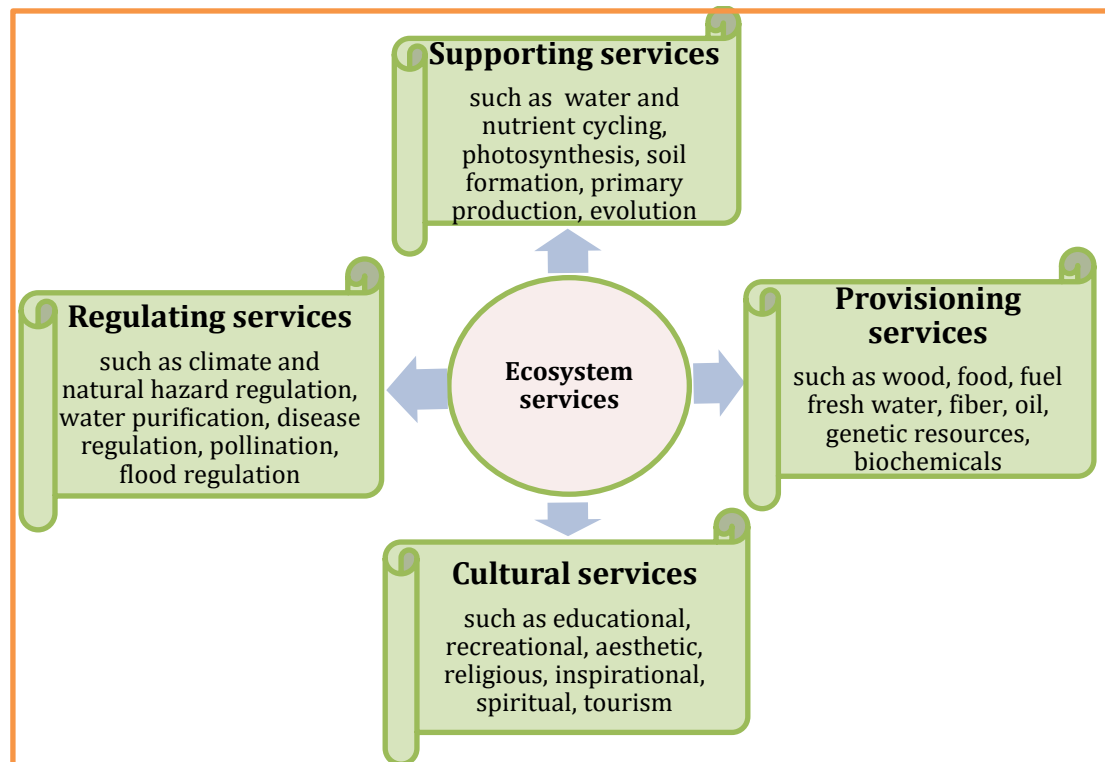 Supporting services
such as water and
nutrient cycling,
photosynthesis, soil
formation, primary
production, evolution
Regulating services
such as climate and
natural hazard regulation,
water purification, disease
regulation, pollination,
flood regulation
Ecosystem
services
Provisioning
services
such as wood, food, fuel
fresh water, fiber, oil,
genetic resources,
biochemicals
Cultural services
such as educational,
recreational, aesthetic,
religious, inspirational,
spiritual, tourism